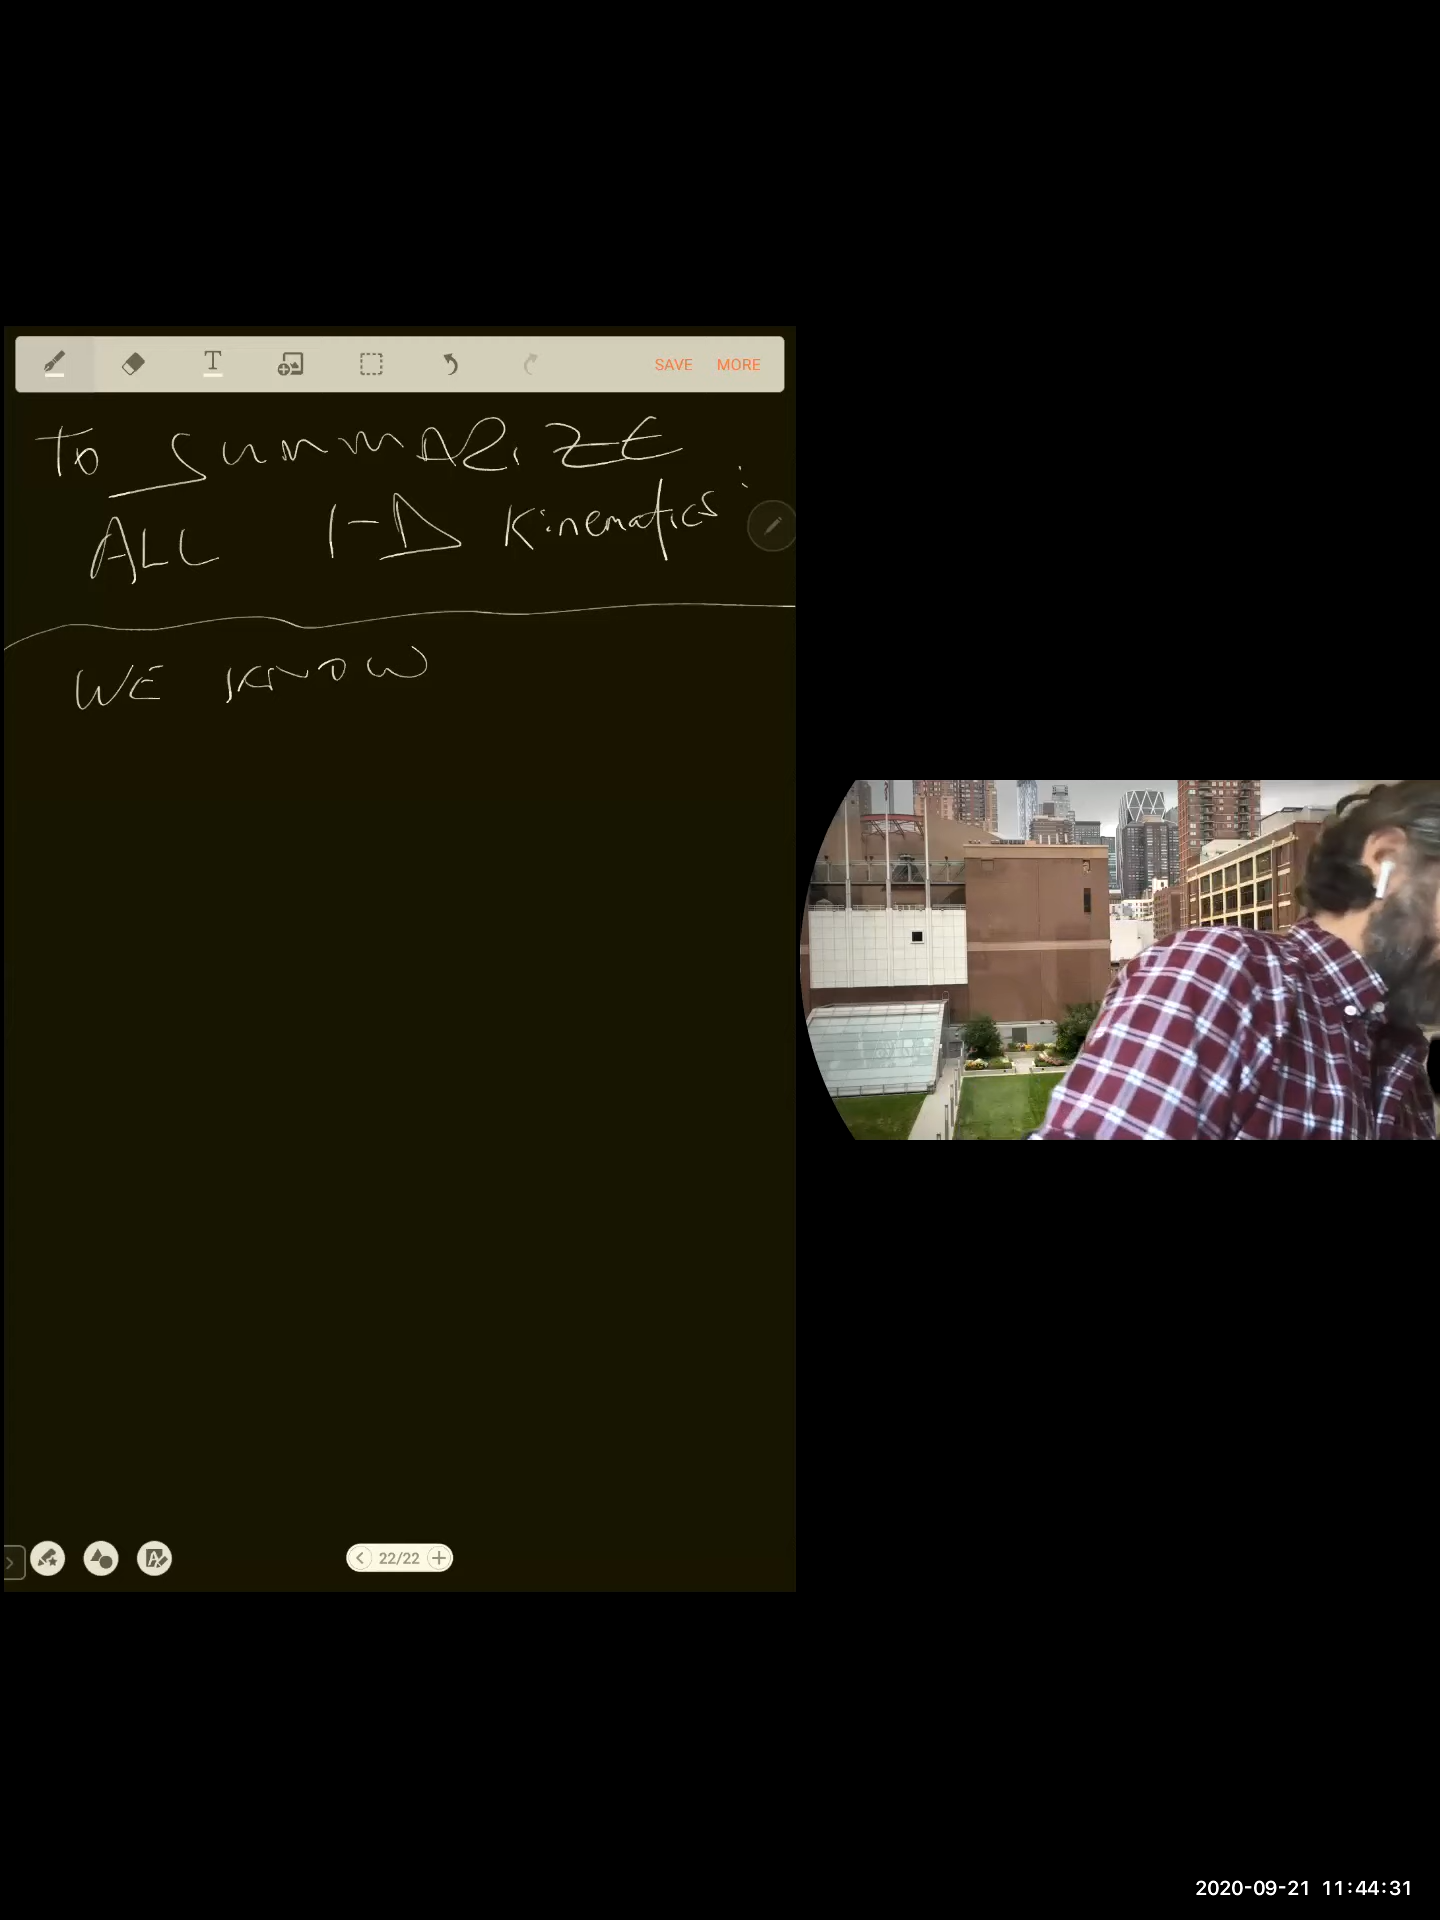 T
SAVE MORE
TO SUMMARIZE
ALL 1-D Kinematics:
WE KNOW
A
22/22
2020-09-21 11:44:31